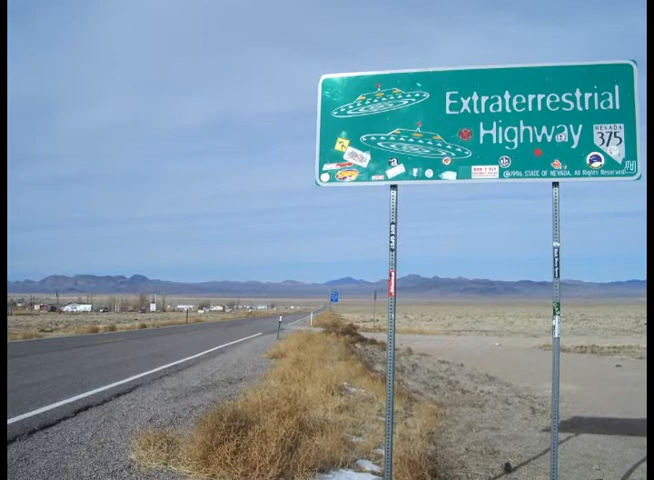 Extraterrestrial
Highway
NEVADA
375
©1996 STATE OF NEVADA. All Rights Reserved